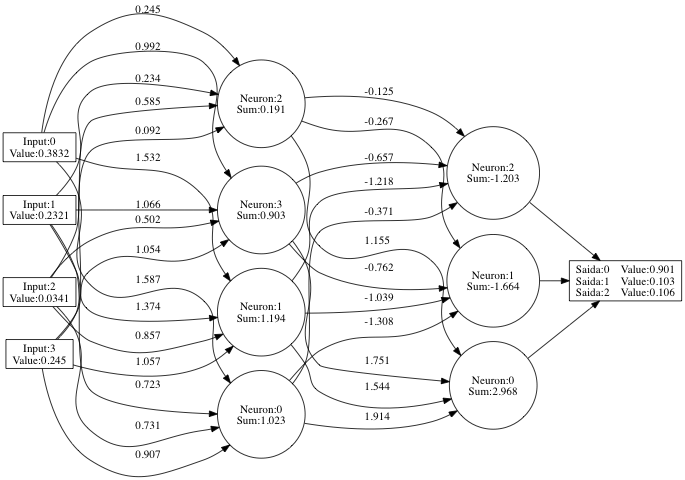 0.245
0.992
0.234
0.585
0.092
1.532
1.066
0.502
1.054
1.587
1.374
0.857
1.057
0.723
0.731
0.907
Input:0
Value:0.3832
Input:1
Value:0.2321
Input:2
Value:0.0341
Input:3
Value:0.245
Neuron:2
Sum:0.191
Neuron:3
Sum:0.903
Neuron:1
Sum:1.194
Neuron:0
Sum:1.023
-0.125
-0.267
-0.657
-1.218
-0.371
1.155
-0.762
-1.039
-1.308
1.751
1.544
1.914
Neuron:2
Sum:-1.203
Neuron:1
Sum:-1.664
Neuron:0
Sum:2.968
Saida:0 Value:0.901
Saida:1 Value:0.103
Saida:2 Value:0.106